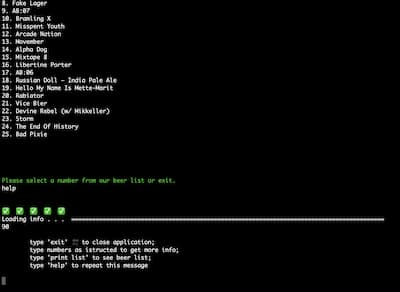 8. Fake Lager
9. AB:07
10. Bramling X
11. Misspent Youth
12. Arcade Nation
13. Movember
14. Alpha Dog
15. Mixtape 8
16. Libertine Porter
17. AB:06
18. Russian Doll – India Pale Ale
19. Hello My Name Is Mette-Marit
20. Rabiator
21. Vice Bier
22. Devine Rebel (w/ Mikkeller)
23. Storm
24. The End Of History
25. Bad Pixie
Please select a number from our beer list or exit.
help
Loading info . . .
90
type 'exit' to close application;
type numbers as istructed to get more info;
type 'print list' to see beer list;
type 'help' to repeat this message